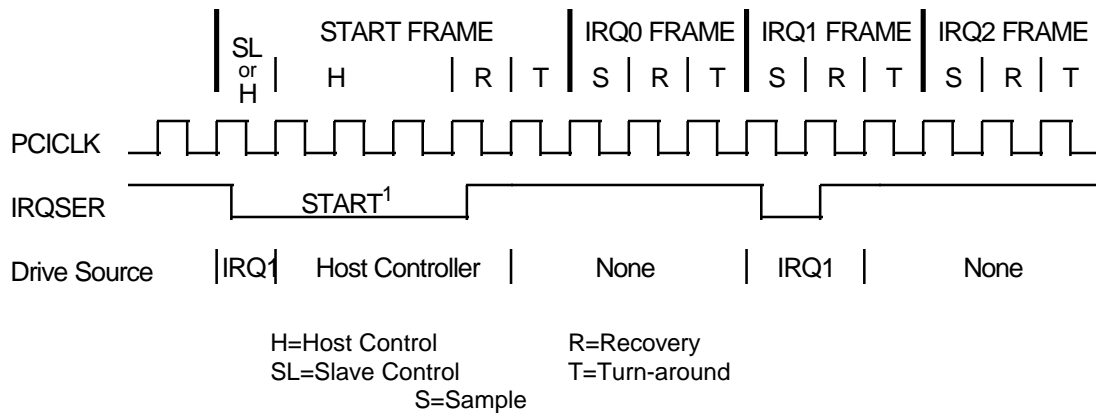 START FRAME IRQ0 FRAME IRQ1 FRAME IRQ2 FRAME
SL
or
H
H R T S R T S R T S R T
PCICLK
IRQSER START1
Drive Source IRQ1 Host Controller None IRQ1 None
H=Host Control R=Recovery
SL=Slave Control T=Turn-around
S=Sample